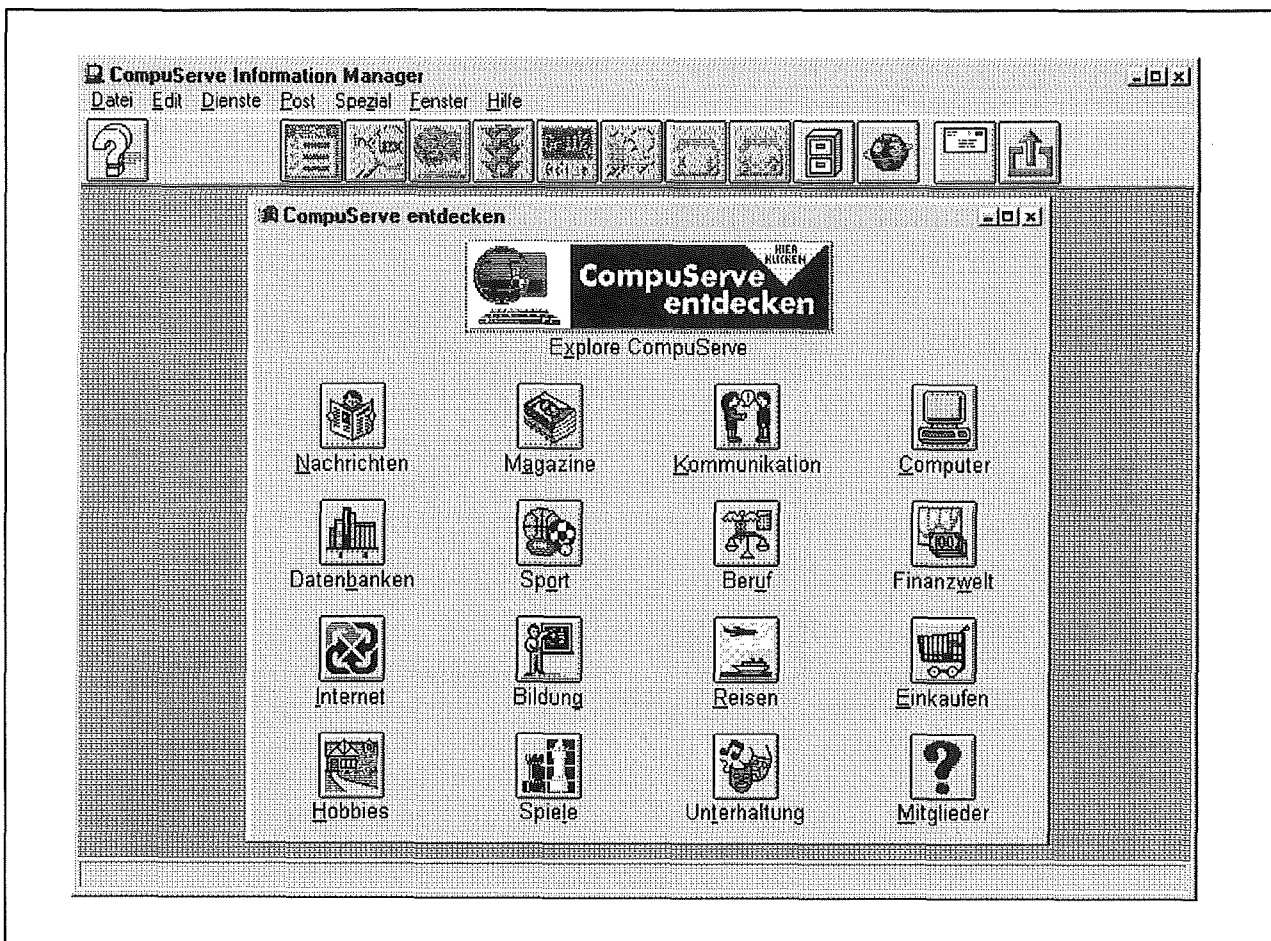 CompuServe Information Manager
Datei Edit Dienste Post Spezial Fenster Hilfe
CompuServe entdecken
HIER
KLICKEN
CompuServe
entdecken
Explore CompuServe
Nachrichten Magazine Kommunikation Computer
Datenbanken Sport Beruf Finanzwelt
Internet Bildung Reisen Einkaufen
Hobbies Spiele Unterhaltung Mitglieder